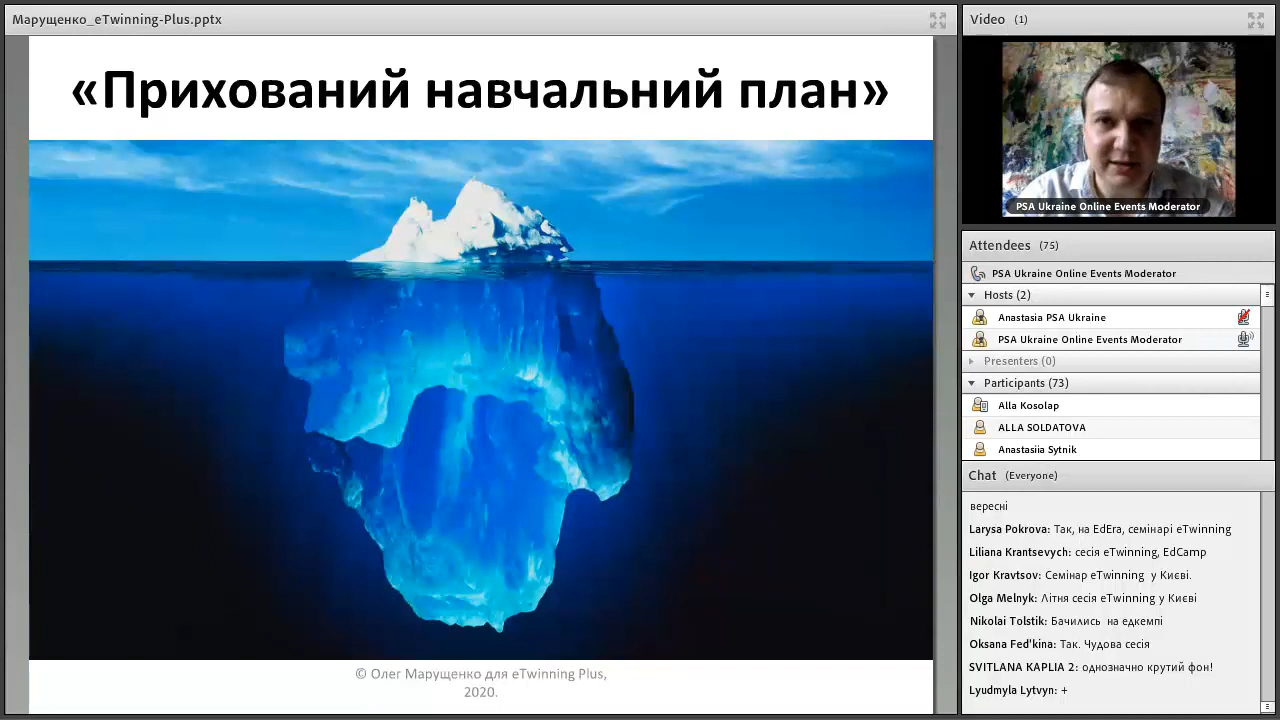 Марущенко_eTwinning-Plus.pptx
«Прихований навчальний план»
© Олег Марущенко для eTwinning Plus,
2020.
Video (1)
PSA Ukraine Online Events Moderator
Attendees (75)
PSA Ukraine Online Events Moderator
Hosts (2)
Anastasia PSA Ukraine
PSA Ukraine Online Events Moderator
Presenters (0)
Participants (73)
Alla Kosolap
ALLA SOLDATOVA
Anastasiia Sytnik
Chat (Everyone)
вересні
Larysa Pokrova: Так, на EdEra, семінарі eTwinning
Liliana Krantsevych: сесія eTwinning, EdCamp
Igor Kravtsov: Семінар eTwinning у Києві.
Olga Melnyk: Літня сесія eTwinning у Києві
Nikolai Tolstik: Бачились на едкемпі
Oksana Fed'kina: Так. Чудова сесія
SVITLANA KAPLIA 2: однозначно крутий фон!
Lyudmyla Lytvyn: +